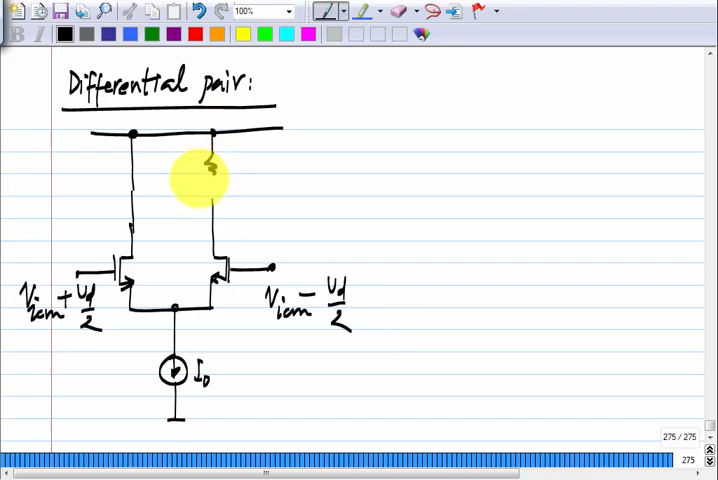 100%
B I
Differential pair:
Vicm + vd/2
Vicm - vd/2
I0
275 / 275
275